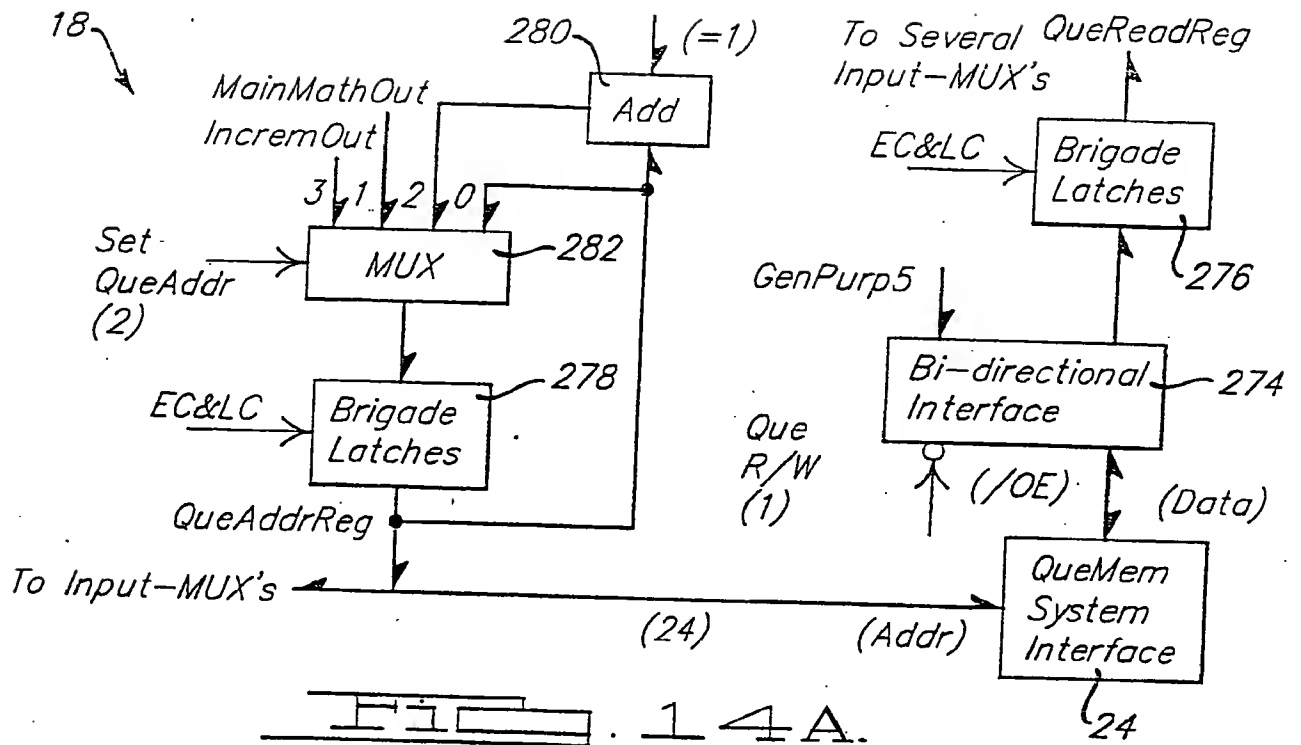 18
280
(=1)
Add
MainMathOut
IncremOut
3 1 2 0
Set
QueAddr
(2)
MUX
282
EC&LC
Brigade
Latches
278
QueAddrReg
To Input-MUX's
(24)
(Addr)
To Several
Input-MUX's
QueReadReg
EC&LC
Brigade
Latches
276
GenPurp5
Bi-directional
Interface
274
Que
R/W
(1)
(/OE)
(Data)
QueMem
System
Interface
24
FIG. 14A.